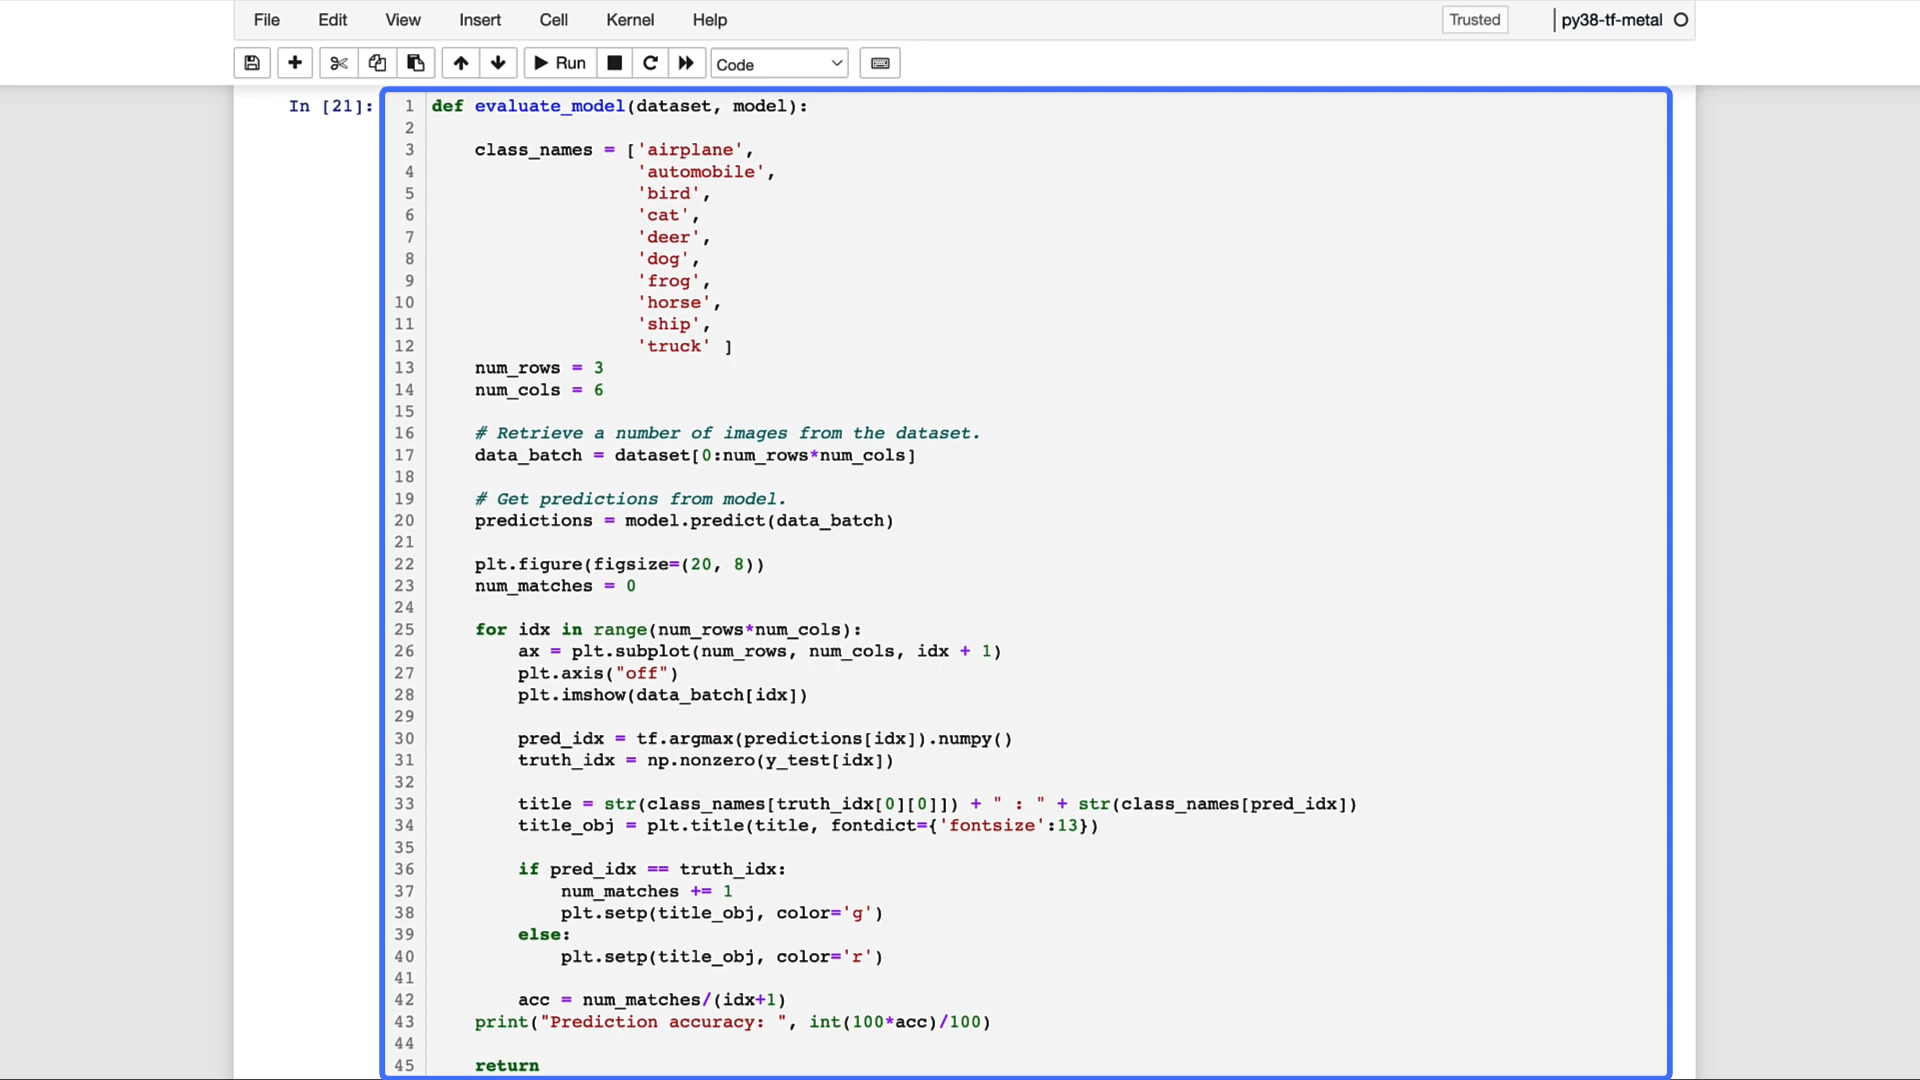 File Edit View Insert Cell Kernel Help Trusted py38-tf-metal
Run Code
In [21]:
1 def evaluate_model(dataset, model):
2
3     class_names = ['airplane',
4                    'automobile',
5                    'bird',
6                    'cat',
7                    'deer',
8                    'dog',
9                    'frog',
10                    'horse',
11                    'ship',
12                    'truck' ]
13     num_rows = 3
14     num_cols = 6
15
16     # Retrieve a number of images from the dataset.
17     data_batch = dataset[0:num_rows*num_cols]
18
19     # Get predictions from model.
20     predictions = model.predict(data_batch)
21
22     plt.figure(figsize=(20, 8))
23     num_matches = 0
24
25     for idx in range(num_rows*num_cols):
26         ax = plt.subplot(num_rows, num_cols, idx + 1)
27         plt.axis("off")
28         plt.imshow(data_batch[idx])
29
30         pred_idx = tf.argmax(predictions[idx]).numpy()
31         truth_idx = np.nonzero(y_test[idx])
32
33         title = str(class_names[truth_idx[0][0]]) + " : " + str(class_names[pred_idx])
34         title_obj = plt.title(title, fontdict={'fontsize':13})
35
36         if pred_idx == truth_idx:
37             num_matches += 1
38             plt.setp(title_obj, color='g')
39         else:
40             plt.setp(title_obj, color='r')
41
42         acc = num_matches/(idx+1)
43     print("Prediction accuracy: ", int(100*acc)/100)
44
45     return